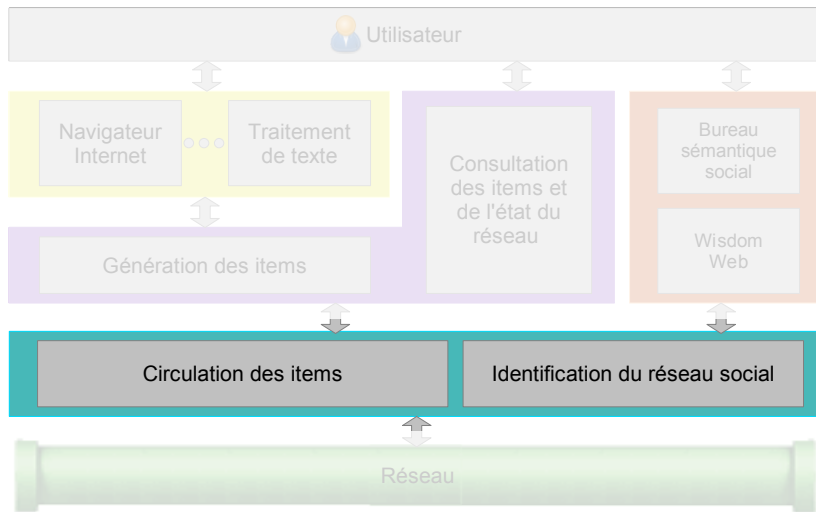 Utilisateur
Navigateur
Internet
Traitement
de texte
Consultation
des items et
de l'état du
réseau
Bureau
sémantique
social
Wisdom
Web
Génération des items
Circulation des items
Identification du réseau social
Réseau